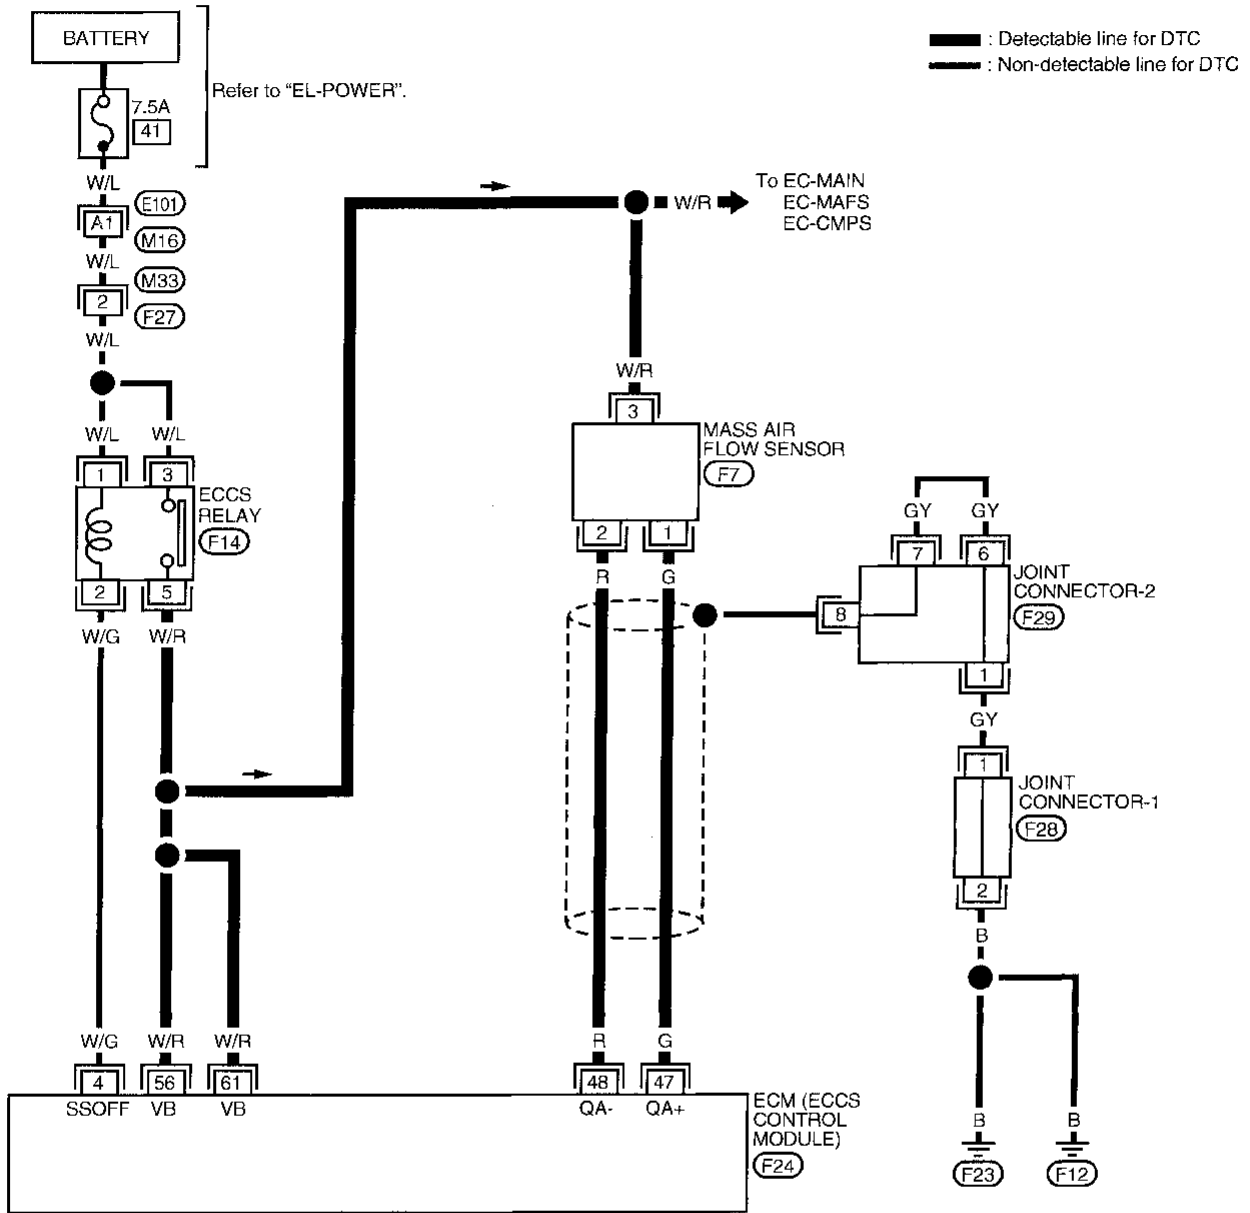 BATTERY
7.5A
41
Refer to “EL-POWER”.
: Detectable line for DTC
: Non-detectable line for DTC
W/L
E101
A1
M16
W/L
M33
2
F27
W/L
W/R
To EC-MAIN
EC-MAFS
EC-CMPS
W/R
3
MASS AIR
FLOW SENSOR
F7
2
1
R
G
W/L
W/L
1
3
ECCS
RELAY
F14
2
5
W/G
W/R
GY
GY
7
6
JOINT
CONNECTOR-2
F29
8
1
GY
1
JOINT
CONNECTOR-1
F28
2
B
W/G
W/R
W/R
R
G
4
56
61
48
47
SSOFF
VB
VB
QA-
QA+
ECM (ECCS
CONTROL
MODULE)
F24
B
B
F23
F12